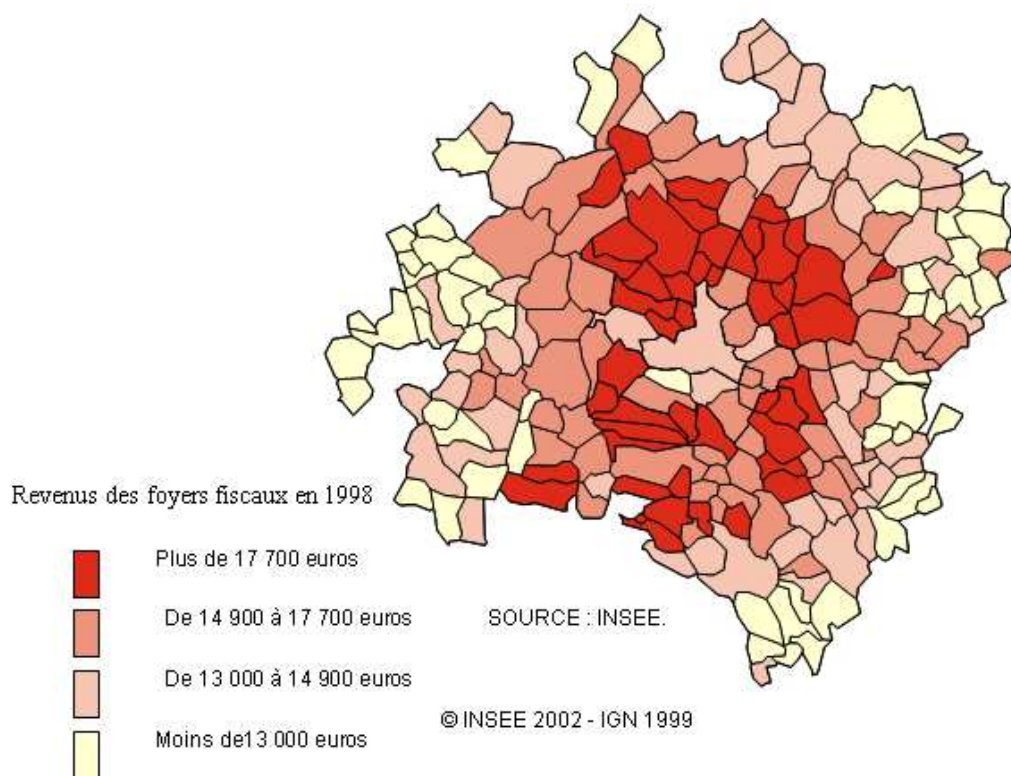 Revenus des foyers fiscaux en 1998
Plus de 17 700 euros
De 14 900 à 17 700 euros
SOURCE : INSEE.
De 13 000 à 14 900 euros
© INSEE 2002 - IGN 1999
Moins de13 000 euros